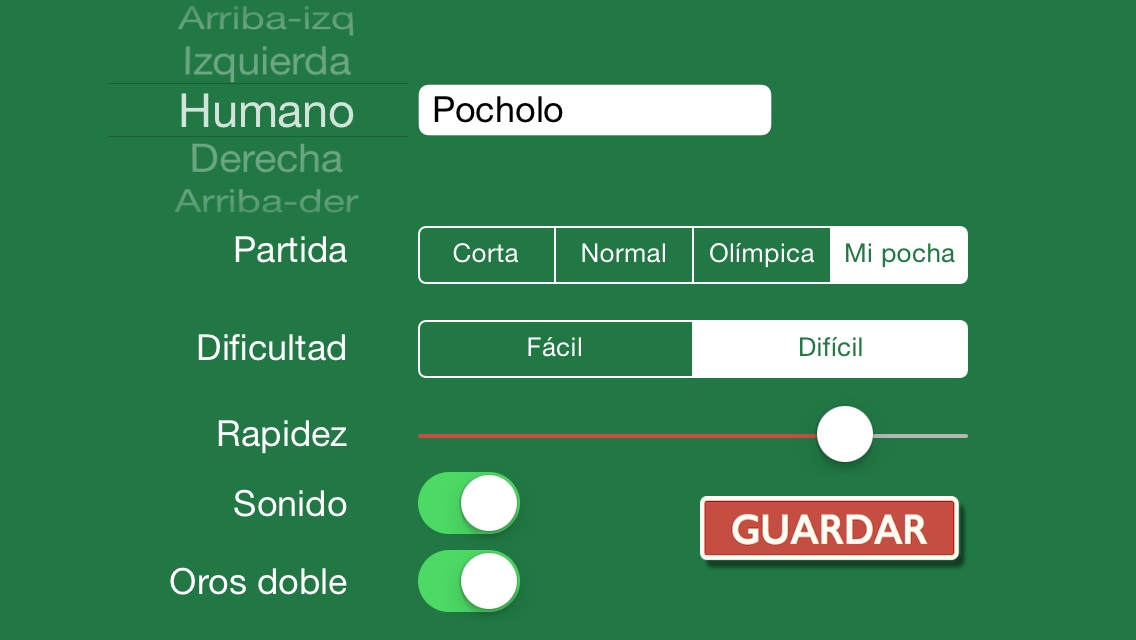 Arriba-izq
Izquierda
Humano Pocholo
Derecha
Arriba-der
Partida Corta Normal Olímpica Mi pocha
Dificultad Fácil Difícil
Rapidez
Sonido
GUARDAR
Oros doble